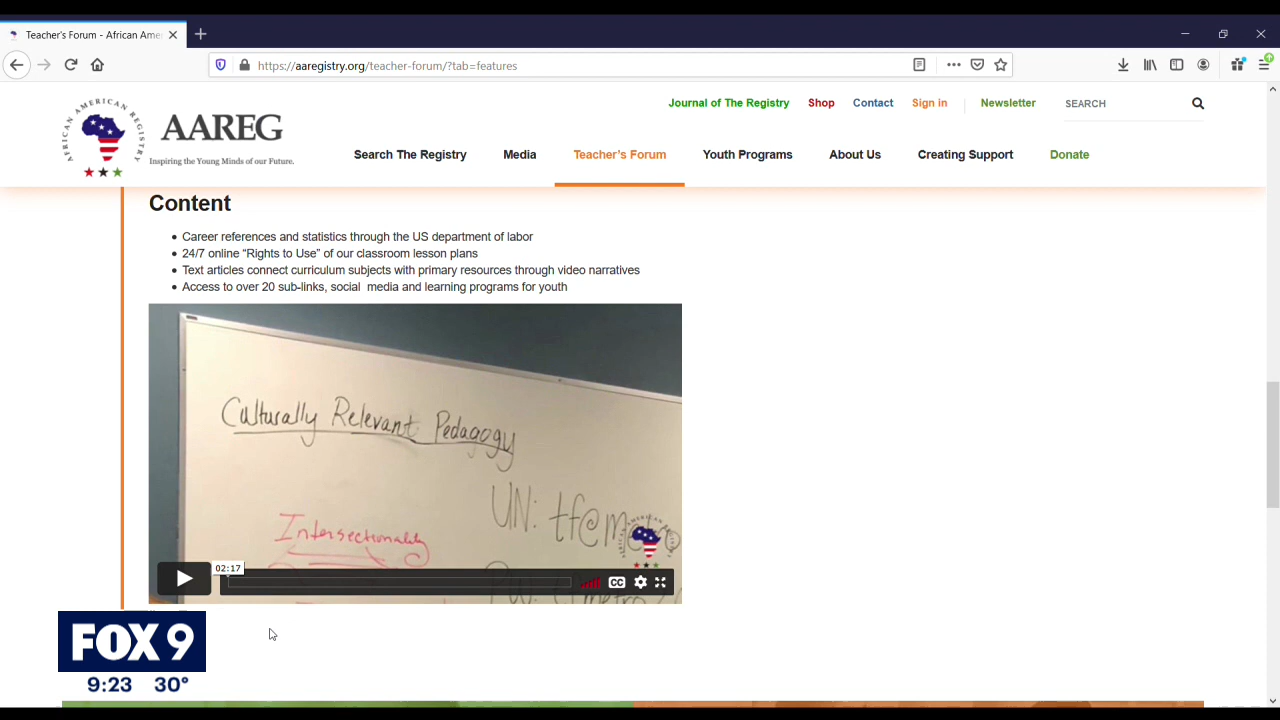 Teacher's Forum - African Ame
https://aaregistry.org/teacher-forum/?tab=features
Journal of The Registry Shop Contact Sign in Newsletter SEARCH
AFRICAN AMERICAN REGISTRY
AAREG
Inspiring the Young Minds of our Future.
Search The Registry Media Teacher's Forum Youth Programs About Us Creating Support Donate
Content
• Career references and statistics through the US department of labor
• 24/7 online “Rights to Use” of our classroom lesson plans
• Text articles connect curriculum subjects with primary resources through video narratives
• Access to over 20 sub-links, social media and learning programs for youth
Culturally Relevant Pedagogy
UN: tf@metro
Intersectionality
PW:
02:17
CC
FOX 9
9:23 30°